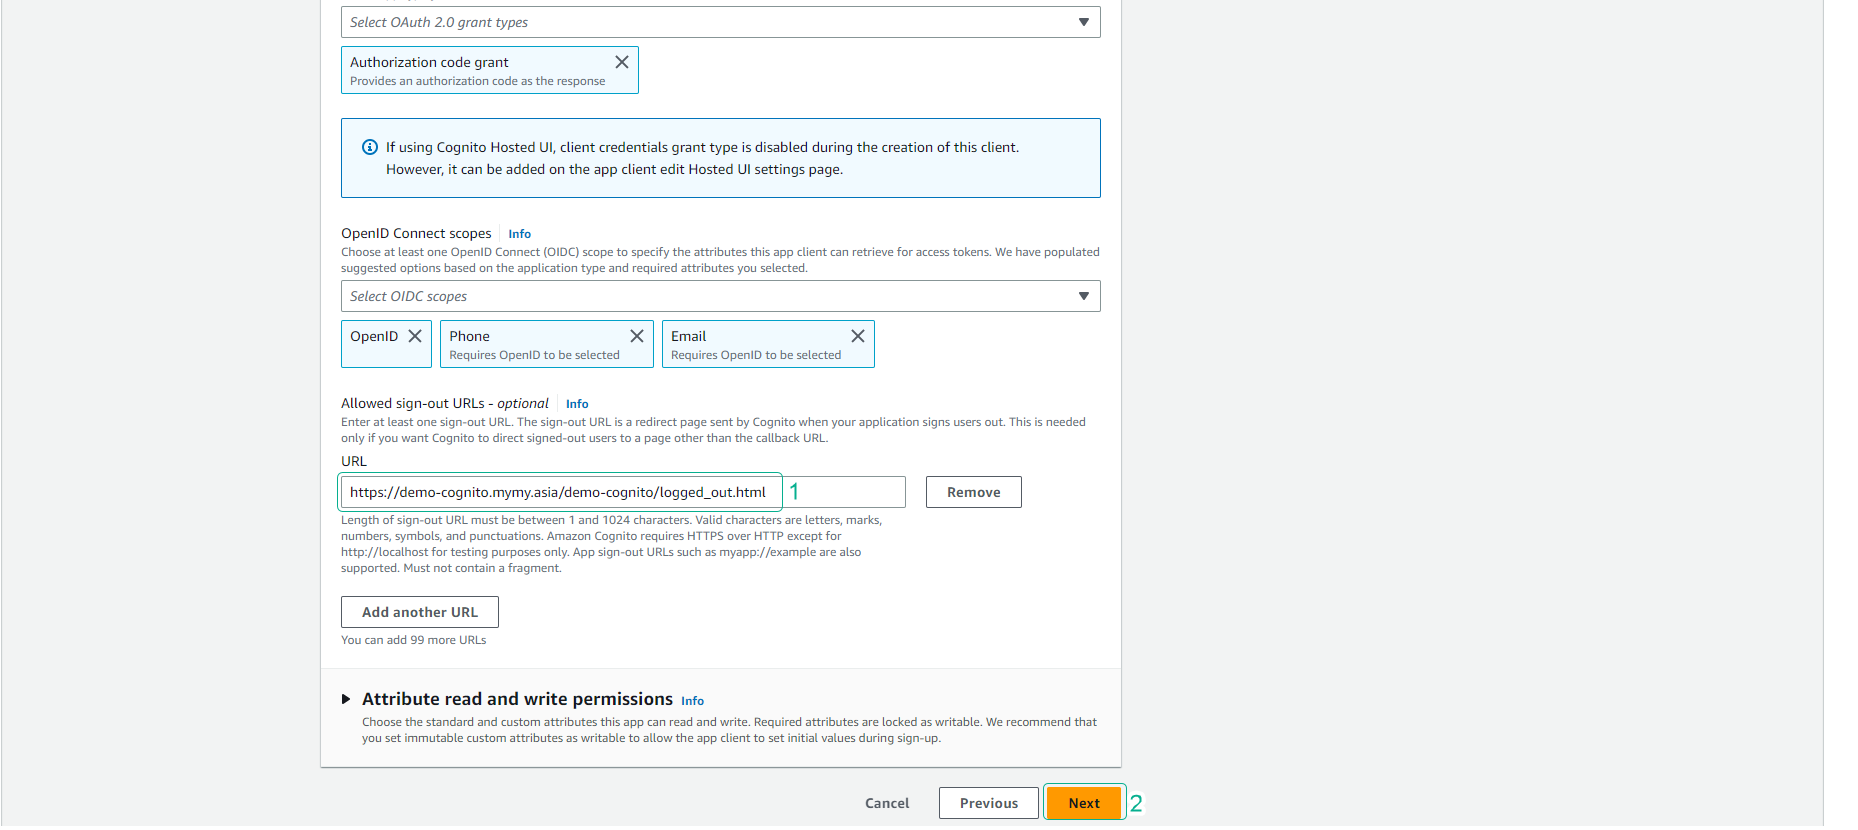 Select OAuth 2.0 grant types
Authorization code grant
Provides an authorization code as the response
If using Cognito Hosted UI, client credentials grant type is disabled during the creation of this client.
However, it can be added on the app client edit Hosted UI settings page.
OpenID Connect scopes Info
Choose at least one OpenID Connect (OIDC) scope to specify the attributes this app client can retrieve for access tokens. We have populated
suggested options based on the application type and required attributes you selected.
Select OIDC scopes
OpenID
Phone
Requires OpenID to be selected
Email
Requires OpenID to be selected
Allowed sign-out URLs - optional Info
Enter at least one sign-out URL. The sign-out URL is a redirect page sent by Cognito when your application signs users out. This is needed
only if you want Cognito to direct signed-out users to a page other than the callback URL.
URL
https://demo-cognito.mymy.asia/demo-cognito/logged_out.html 1 Remove
Length of sign-out URL must be between 1 and 1024 characters. Valid characters are letters, marks,
numbers, symbols, and punctuations. Amazon Cognito requires HTTPS over HTTP except for
http://localhost for testing purposes only. App sign-out URLs such as myapp://example are also
supported. Must not contain a fragment.
Add another URL
You can add 99 more URLs
Attribute read and write permissions Info
Choose the standard and custom attributes this app can read and write. Required attributes are locked as writable. We recommend that
you set immutable custom attributes as writable to allow the app client to set initial values during sign-up.
Cancel Previous Next 2